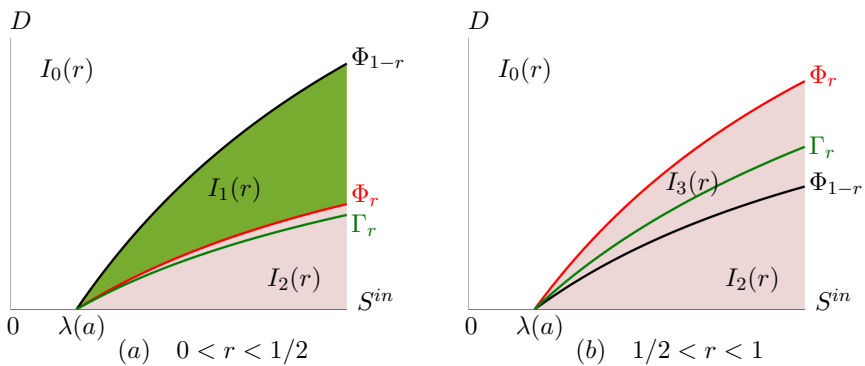 D
I_0(r)
Φ_{1−r}
I_1(r)
Φ_r
Γ_r
I_2(r)
S^{in}
0
λ(a)
(a) 0 < r < 1/2
D
I_0(r)
Φ_r
Γ_r
I_3(r)
Φ_{1−r}
I_2(r)
S^{in}
0
λ(a)
(b) 1/2 < r < 1